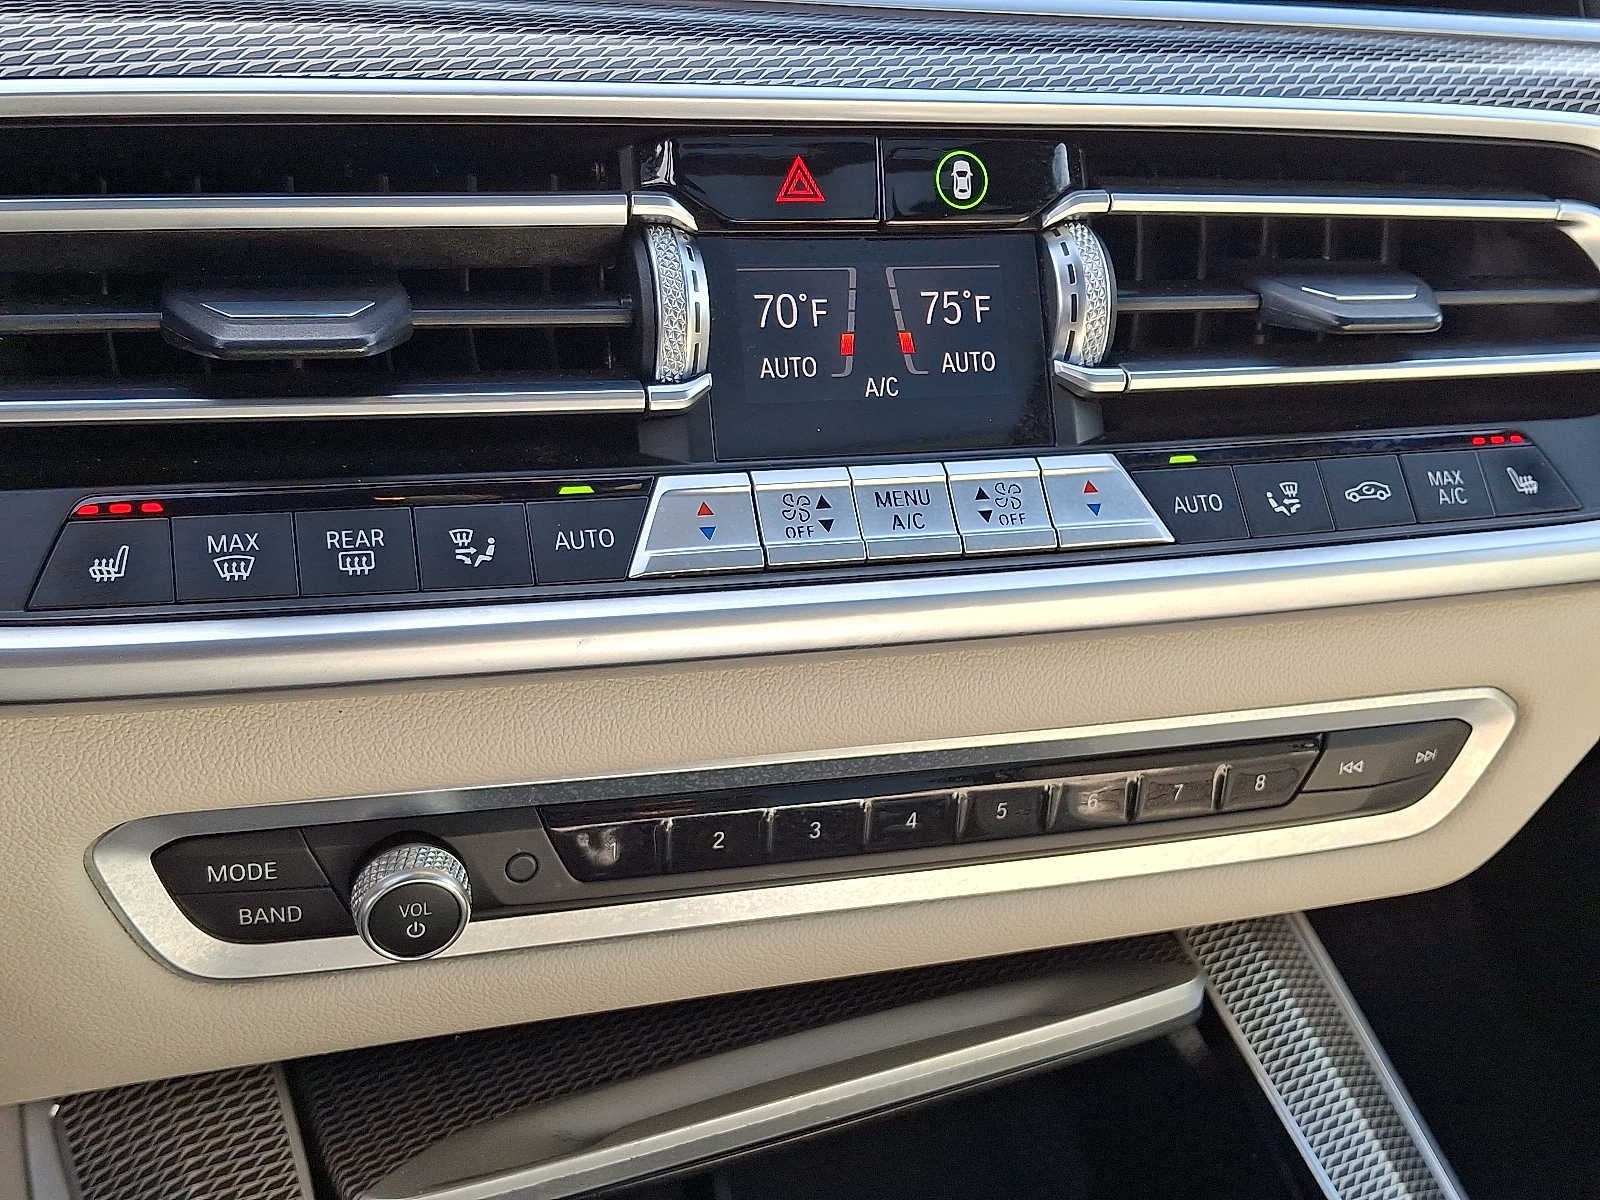 70°F
75°F
AUTO
AUTO
A/C
MAX
REAR
AUTO
OFF
MENU
A/C
OFF
AUTO
MAX
A/C
MODE
BAND
VOL
1 2 3 4 5 6 7 8